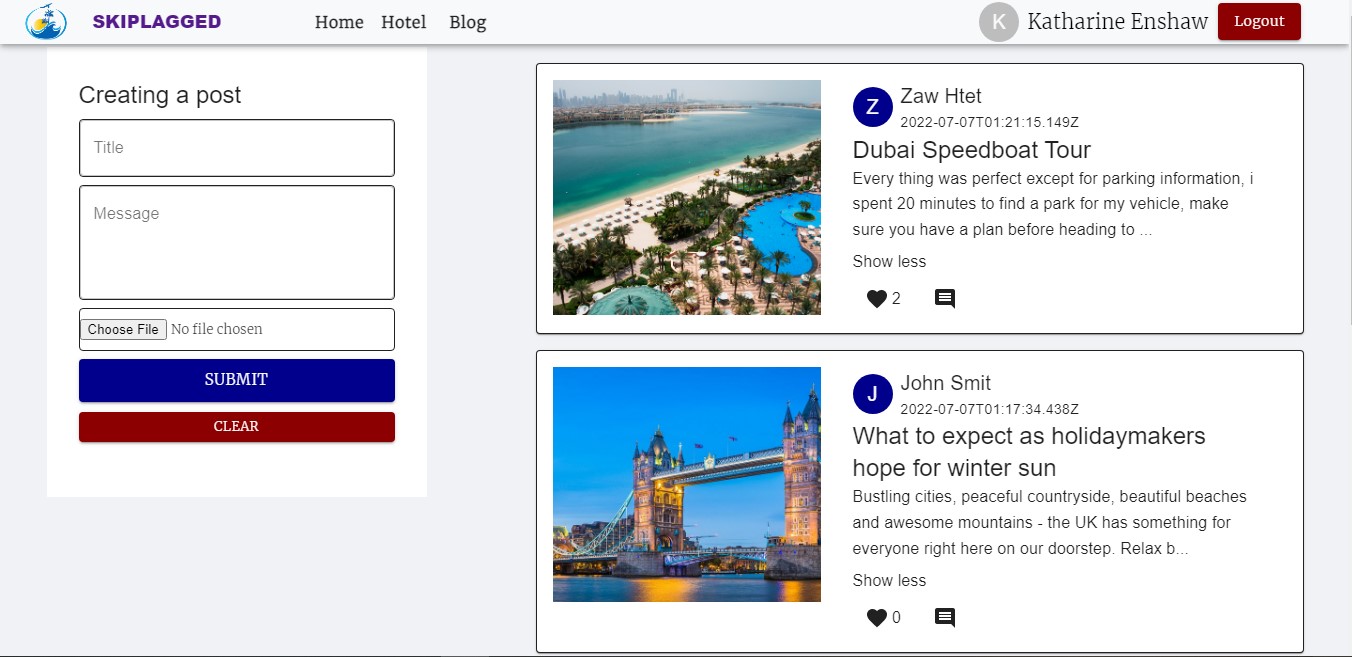 SKIPLAGGED
Home Hotel Blog
K Katharine Enshaw Logout
Creating a post
Title
Message
Choose File No file chosen
SUBMIT
CLEAR
Z Zaw Htet
2022-07-07T01:21:15.149Z
Dubai Speedboat Tour
Every thing was perfect except for parking information, i
spent 20 minutes to find a park for my vehicle, make
sure you have a plan before heading to ...
Show less
2
J John Smit
2022-07-07T01:17:34.438Z
What to expect as holidaymakers
hope for winter sun
Bustling cities, peaceful countryside, beautiful beaches
and awesome mountains - the UK has something for
everyone right here on our doorstep. Relax b...
Show less
0